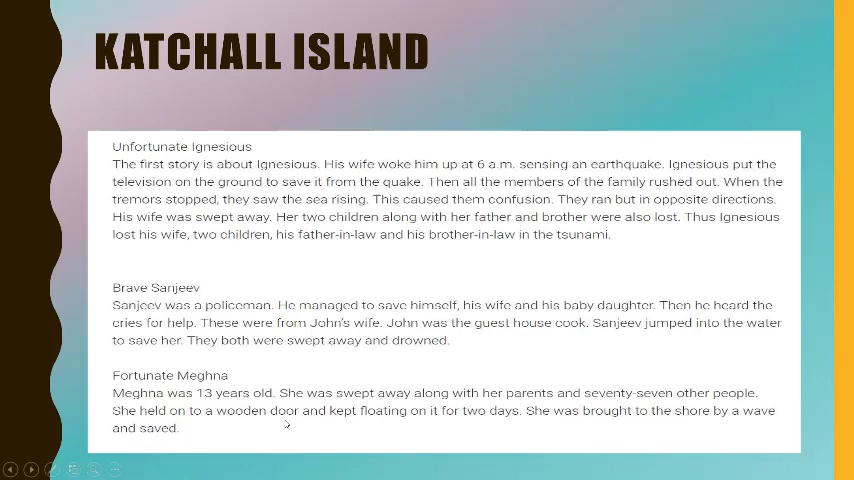 KATCHALL ISLAND
Unfortunate Ignesious
The first story is about Ignesious. His wife woke him up at 6 a.m. sensing an earthquake. Ignesious put the
television on the ground to save it from the quake. Then all the members of the family rushed out. When the
tremors stopped, they saw the sea rising. This caused them confusion. They ran but in opposite directions.
His wife was swept away. Her two children along with her father and brother were also lost. Thus Ignesious
lost his wife, two children, his father-in-law and his brother-in-law in the tsunami.
Brave Sanjeev
Sanjeev was a policeman. He managed to save himself, his wife and his baby daughter. Then he heard the
cries for help. These were from John's wife. John was the guest house cook. Sanjeev jumped into the water
to save her. They both were swept away and drowned.
Fortunate Meghna
Meghna was 13 years old. She was swept away along with her parents and seventy-seven other people.
She held on to a wooden door and kept floating on it for two days. She was brought to the shore by a wave
and saved.